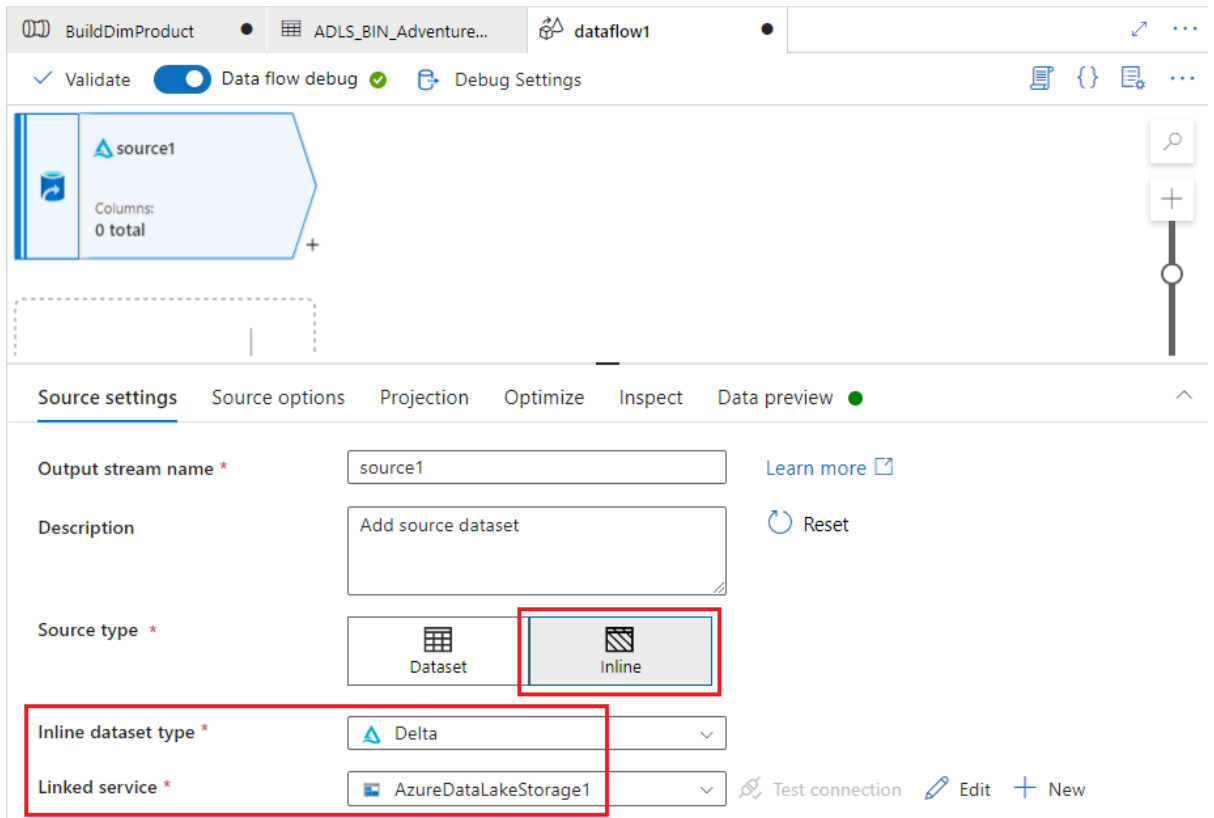 BuildDimProduct
ADLS_BIN_Adventure...
dataflow1
Validate
Data flow debug
Debug Settings
source1
Columns:
0 total
Source settings
Source options
Projection
Optimize
Inspect
Data preview
Output stream name *
source1
Learn more
Description
Add source dataset
Reset
Source type *
Dataset
Inline
Inline dataset type *
Delta
Linked service *
AzureDataLakeStorage1
Test connection
Edit
New